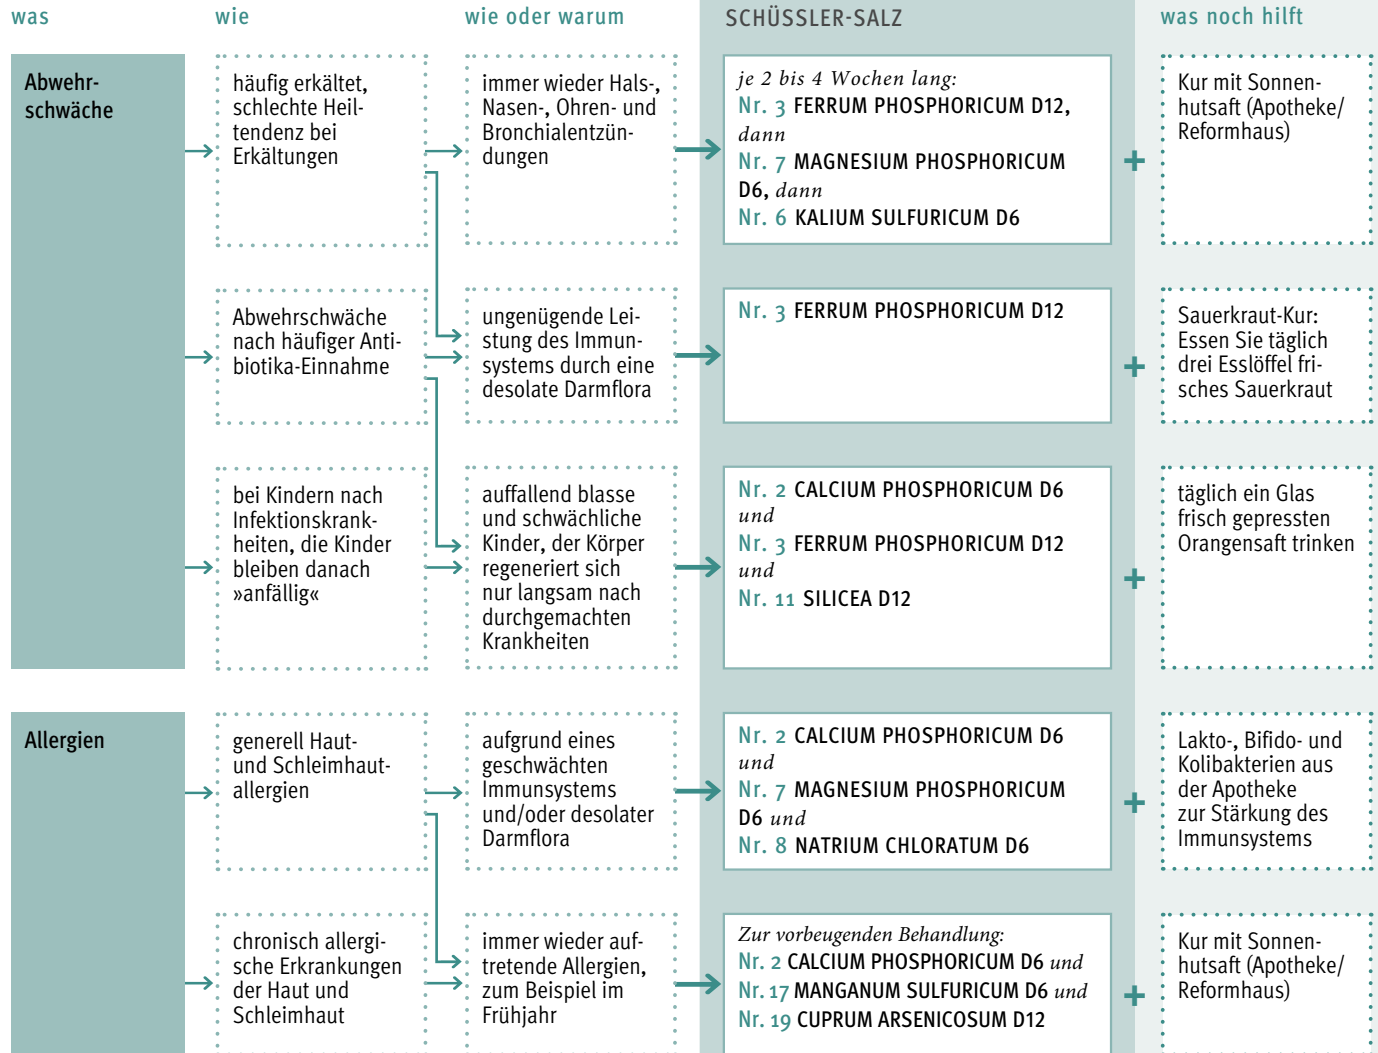 was
wie
wie oder warum
SCHÜSSLER-SALZ
was noch hilft
Abwehr-
schwäche
häufig erkältet,
schlechte Heil-
tendenz bei
Erkältungen
immer wieder Hals-,
Nasen-, Ohren- und
Bronchialentzün-
dungen
je 2 bis 4 Wochen lang:
Nr. 3 FERRUM PHOSPHORICUM D12,
dann
Nr. 7 MAGNESIUM PHOSPHORICUM
D6, dann
Nr. 6 KALIUM SULFURICUM D6
+
Kur mit Sonnen-
hutsaft (Apotheke/
Reformhaus)
Abwehrschwäche
nach häufiger Anti-
biotika-Einnahme
ungenügende Lei-
stung des Immun-
systems durch eine
desolate Darmflora
Nr. 3 FERRUM PHOSPHORICUM D12
+
Sauerkraut-Kur:
Essen Sie täglich
drei Esslöffel fri-
sches Sauerkraut
bei Kindern nach
Infektionskrank-
heiten, die Kinder
bleiben danach
»anfällig«
auffallend blasse
und schwächliche
Kinder, der Körper
regeneriert sich
nur langsam nach
durchgemachten
Krankheiten
Nr. 2 CALCIUM PHOSPHORICUM D6
und
Nr. 3 FERRUM PHOSPHORICUM D12
und
Nr. 11 SILICEA D12
+
täglich ein Glas
frisch gepressten
Orangensaft trinken
Allergien
generell Haut-
und Schleimhaut-
allergien
aufgrund eines
geschwächten
Immunsystems
und/oder desolater
Darmflora
Nr. 2 CALCIUM PHOSPHORICUM D6
und
Nr. 7 MAGNESIUM PHOSPHORICUM
D6 und
Nr. 8 NATRIUM CHLORATUM D6
+
Lakto-, Bifido- und
Kolibakterien aus
der Apotheke
zur Stärkung des
Immunsystems
chronisch allergi-
sche Erkrankungen
der Haut und
Schleimhaut
immer wieder auf-
tretende Allergien,
zum Beispiel im
Frühjahr
Zur vorbeugenden Behandlung:
Nr. 2 CALCIUM PHOSPHORICUM D6 und
Nr. 17 MANGANUM SULFURICUM D6 und
Nr. 19 CUPRUM ARSENICOSUM D12
+
Kur mit Sonnen-
hutsaft (Apotheke/
Reformhaus)